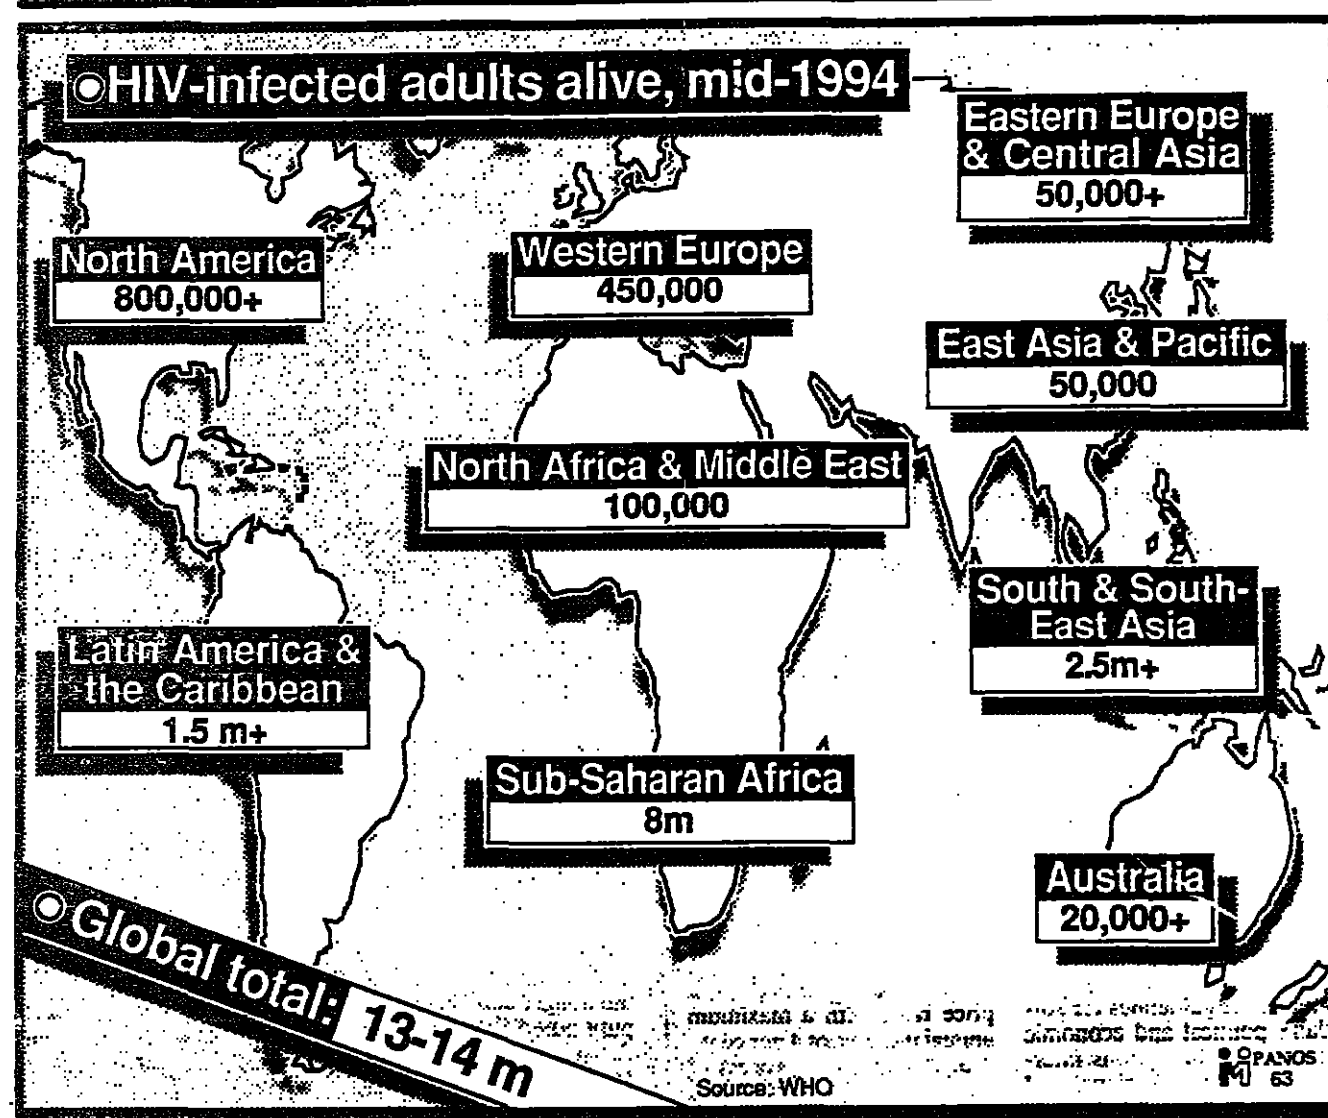 HIV-infected adults alive, mid-1994
Eastern Europe
& Central Asia
50,000+
North America
800,000+
Western Europe
450,000
East Asia & Pacific
50,000
North Africa & Middle East
100,000
South & South-
East Asia
2.5m+
Latin America &
the Caribbean
1.5 m+
Sub-Saharan Africa
8m
Australia
20,000+
Global total: 13-14 m
Source: WHO
PANOS
63